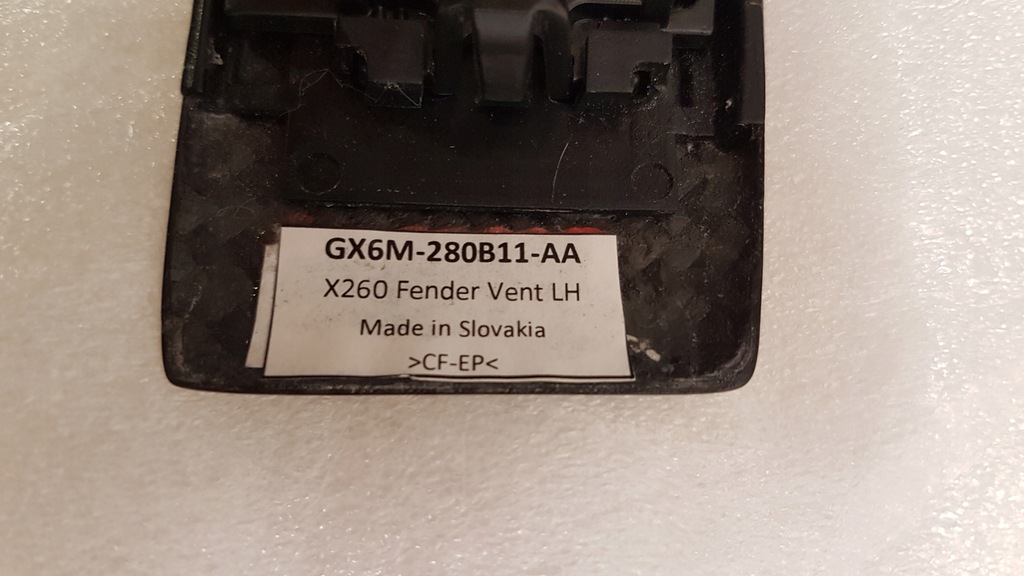 GX6M-280B11-AA
X260 Fender Vent LH
Made in Slovakia
>CF-EP<